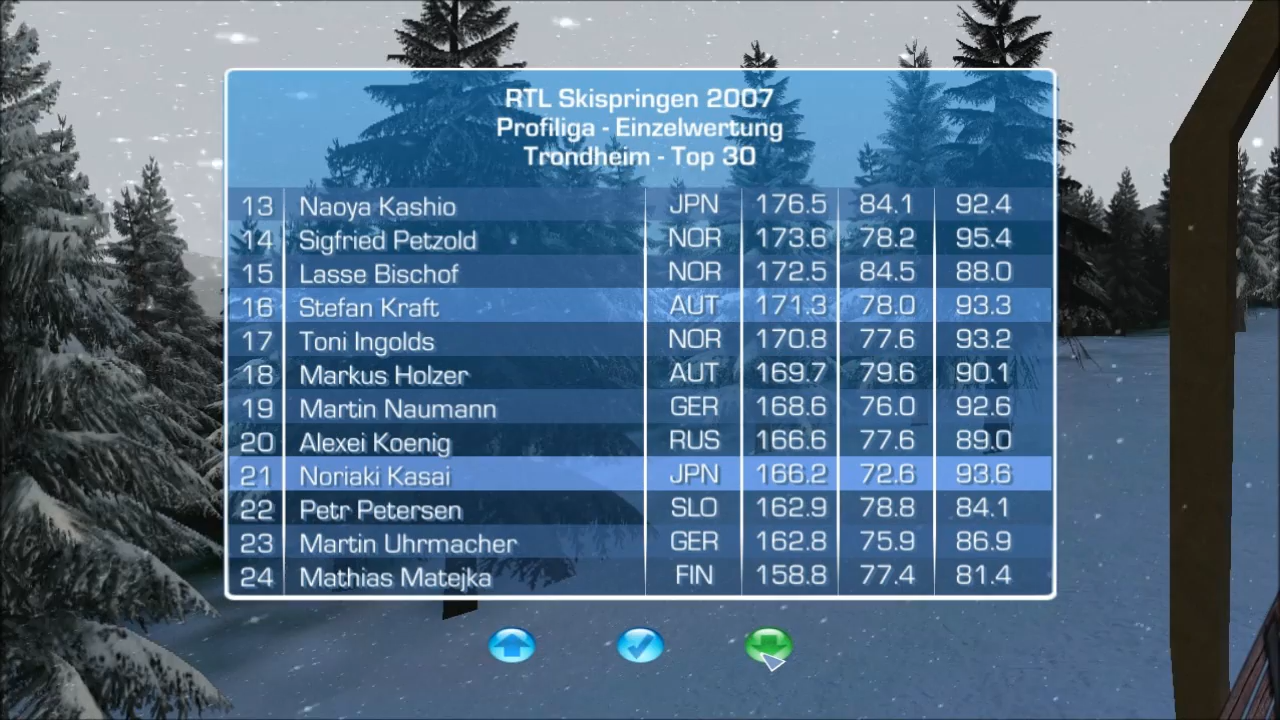 RTL Skispringen 2007
Profiliga - Einzelwertung
Trondheim - Top 30
13 Naoya Kashio JPN 176.5 84.1 92.4
14 Sigfried Petzold NOR 173.6 78.2 95.4
15 Lasse Bischof NOR 172.5 84.5 88.0
16 Stefan Kraft AUT 171.3 78.0 93.3
17 Toni Ingolds NOR 170.8 77.6 93.2
18 Markus Holzer AUT 169.7 79.6 90.1
19 Martin Naumann GER 168.6 76.0 92.6
20 Alexei Koenig RUS 166.6 77.6 89.0
21 Noriaki Kasai JPN 166.2 72.6 93.6
22 Petr Petersen SLO 162.9 78.8 84.1
23 Martin Uhrmacher GER 162.8 75.9 86.9
24 Mathias Matejka FIN 158.8 77.4 81.4